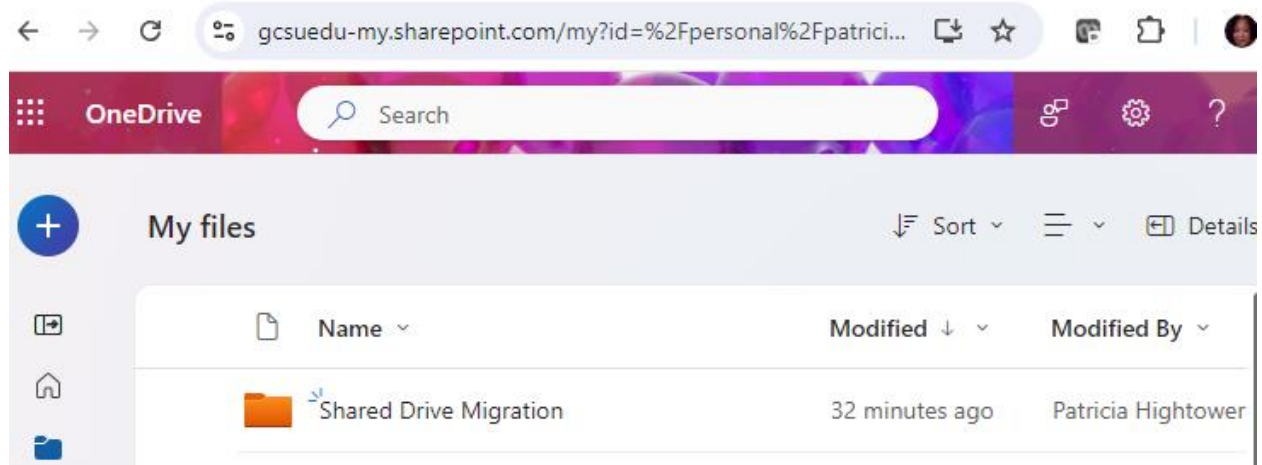 gcsuedu-my.sharepoint.com/my?id=%2Fpersonal%2Fpatrici...
OneDrive Search ?
My files Sort Details
Name Modified Modified By
Shared Drive Migration 32 minutes ago Patricia Hightower